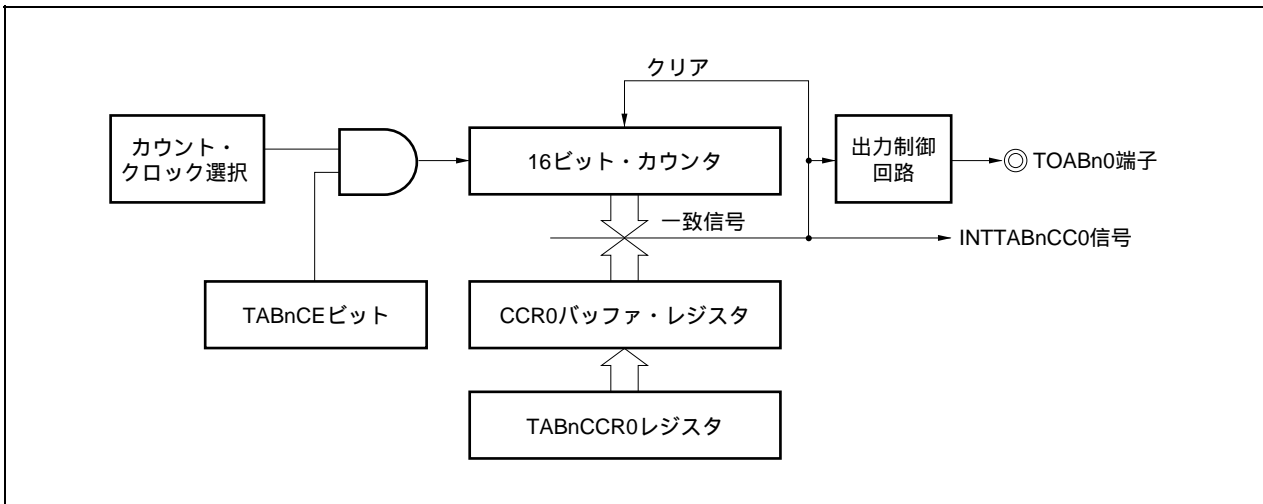 クリア
カウント・
クロック選択
16ビット・カウンタ
出力制御
回路
TOABn0端子
一致信号
INTTABnCC0信号
TABnCEビット
CCR0バッファ・レジスタ
TABnCCR0レジスタ